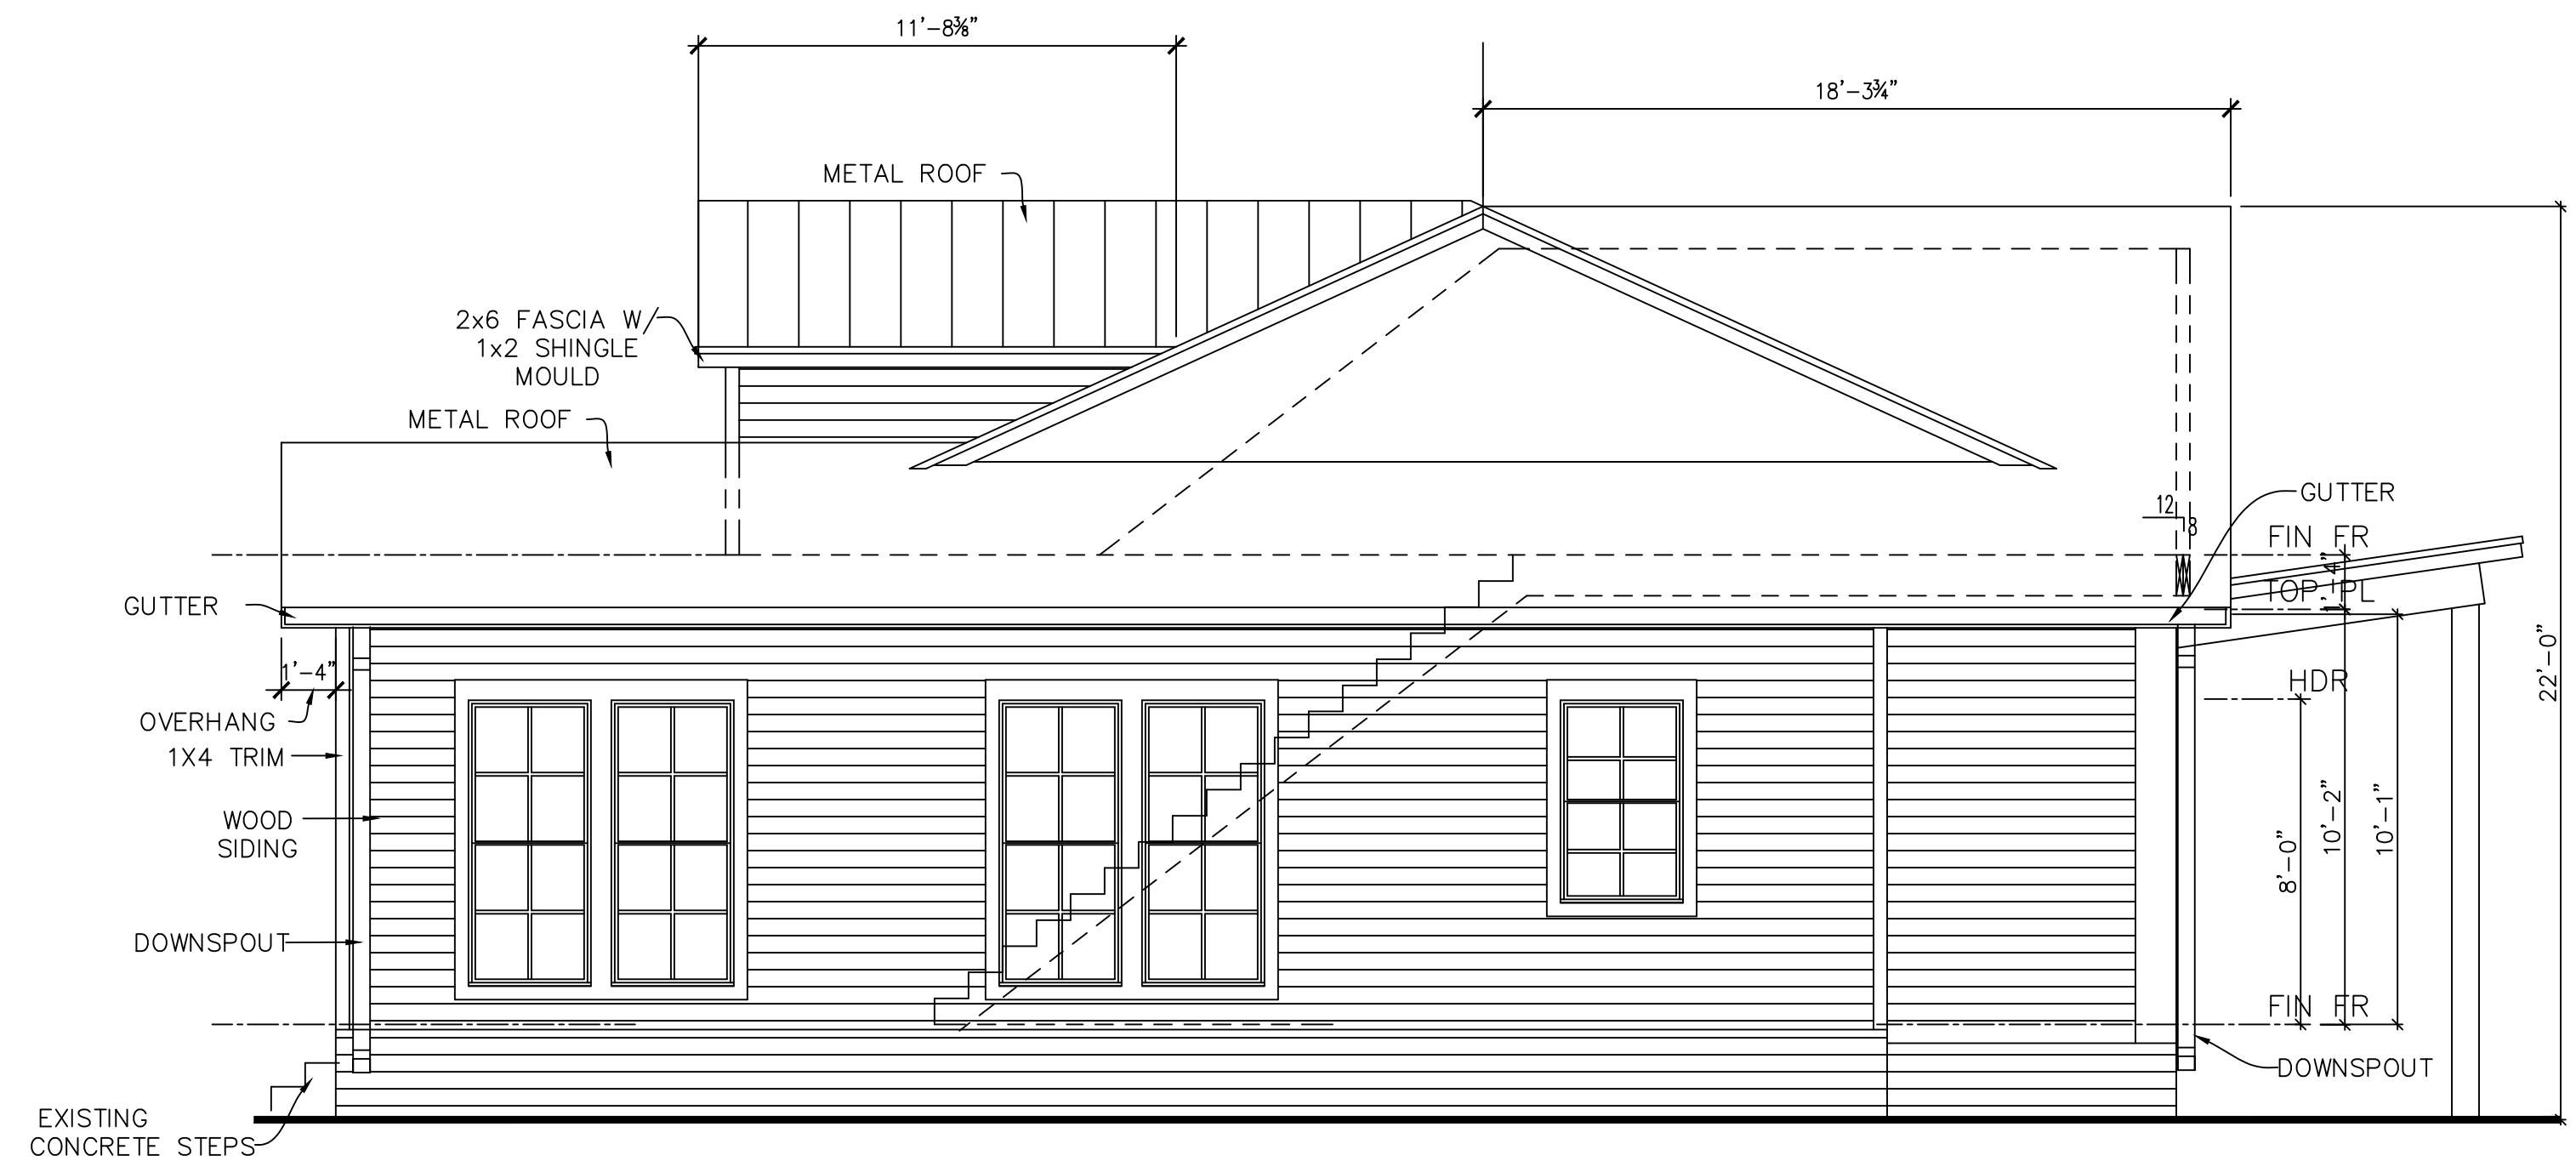 11'-8⅜"
18'-3¾"
METAL ROOF
2x6 FASCIA W/
1x2 SHINGLE
MOULD
METAL ROOF
GUTTER
12
8
FIN FR
1'-4"
TOP PL
GUTTER
1'-4"
OVERHANG
1X4 TRIM
HDR
22'-0"
WOOD
SIDING
8'-0"
10'-2"
10'-1"
DOWNSPOUT
FIN FR
DOWNSPOUT
EXISTING
CONCRETE STEPS